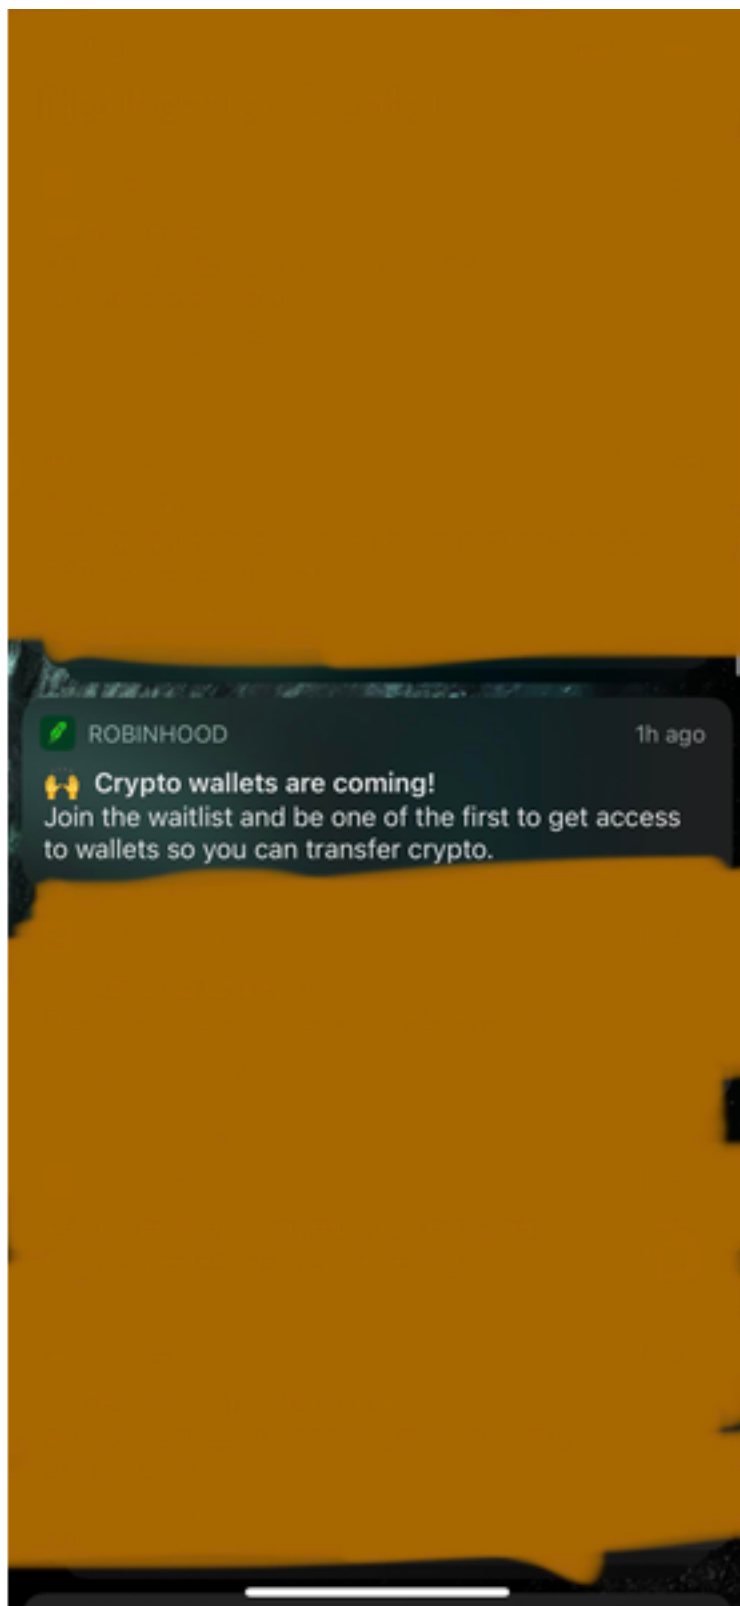 ROBINHOOD 1h ago
🙌 Crypto wallets are coming!
Join the waitlist and be one of the first to get access
to wallets so you can transfer crypto.